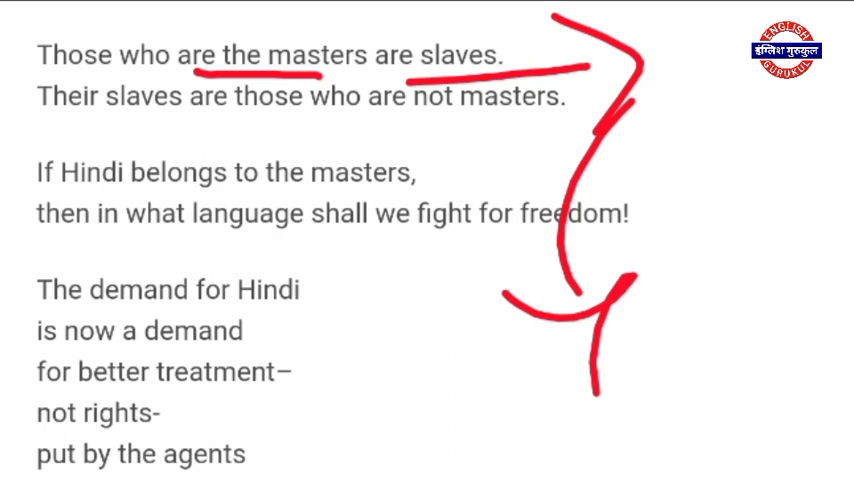 ENGLISH
इंग्लिश गुरुकुल
GURUKUL
Those who are the masters are slaves.
Their slaves are those who are not masters.
If Hindi belongs to the masters,
then in what language shall we fight for freedom!
The demand for Hindi
is now a demand
for better treatment–
not rights-
put by the agents